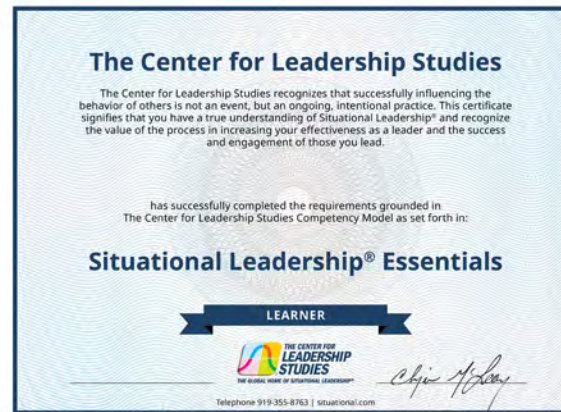 The Center for Leadership Studies
The Center for Leadership Studies recognizes that successfully influencing the
behavior of others is not an event, but an ongoing, intentional practice. This certificate
signifies that you have a true understanding of Situational Leadership® and recognize
the value of the process in increasing your effectiveness as a leader and the success
and engagement of those you lead.
has successfully completed the requirements grounded in
The Center for Leadership Studies Competency Model as set forth in:
Situational Leadership® Essentials
LEARNER
THE CENTER FOR
LEADERSHIP
STUDIES
THE GLOBAL HOME OF SITUATIONAL LEADERSHIP®
Telephone 919-355-8763 | situational.com